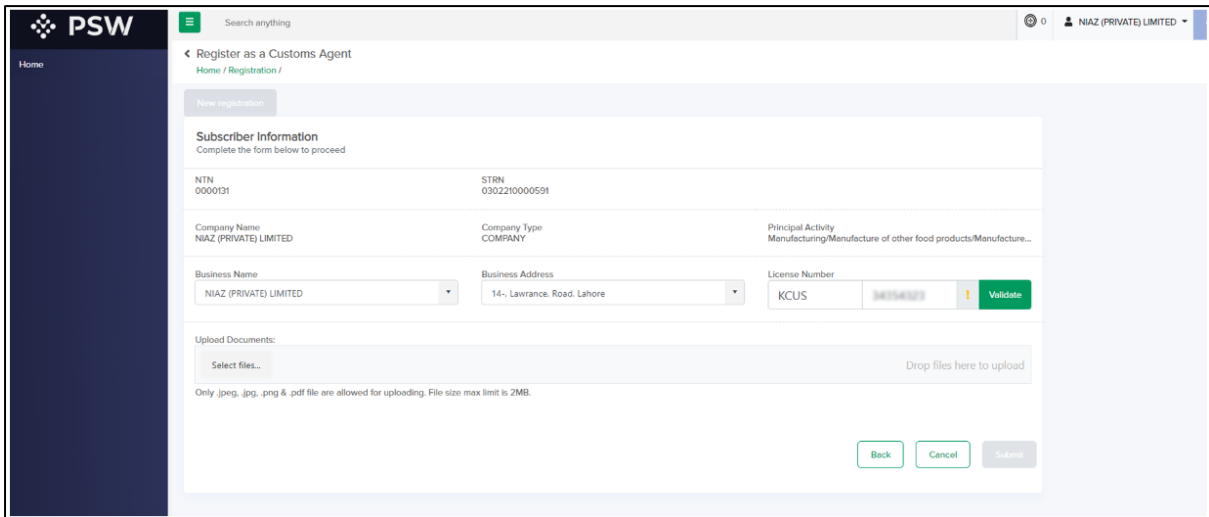 PSW
Search anything
0
NIAZ (PRIVATE) LIMITED
Home
Register as a Customs Agent
Home / Registration /
New registration
Subscriber Information
Complete the form below to proceed
NTN
0000131
STRN
0302210000591
Company Name
NIAZ (PRIVATE) LIMITED
Company Type
COMPANY
Principal Activity
Manufacturing/Manufacture of other food products/Manufacture...
Business Name
NIAZ (PRIVATE) LIMITED
Business Address
14-, Lawrance. Road. Lahore
License Number
KCUS
!
Validate
Upload Documents:
Select files...
Drop files here to upload
Only .jpeg, .jpg, .png & .pdf file are allowed for uploading. File size max limit is 2MB.
Back
Cancel
Submit